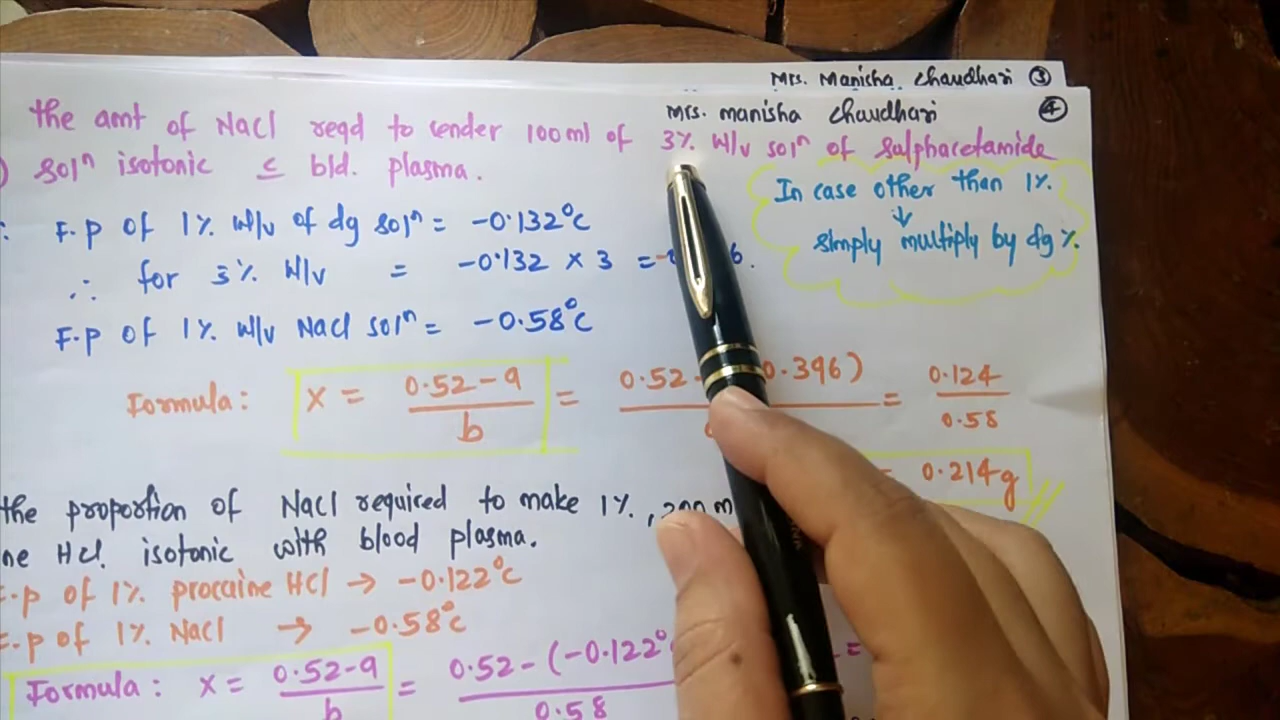 Mrs. Manisha Chaudhari ③
Mrs. manisha Chaudhari ④
the amt of NaCl reqd to render 100ml of 3% W/v solⁿ of sulphacetamide
) solⁿ isotonic c̲ bld. plasma.
In case other than 1%.
↓
simply multiply by dg %.
F.p of 1% W/v of dg solⁿ = -0.132°C
∴ for 3% W/v = -0.132 × 3 = - 6.
F.p of 1% W/v NaCl solⁿ = -0.58°C
Formula: x = 0.52-a / b = 0.52- 0.396) / = 0.124 / 0.58
= 0.214g
the proportion of NaCl required to make 1%, 200 m
ne HCl isotonic with blood plasma.
F.p of 1% procaine HCl → -0.122°C
F.p of 1% NaCl → -0.58°C
Formula: x = 0.52-a / b = 0.52-(-0.122° / 0.58 =